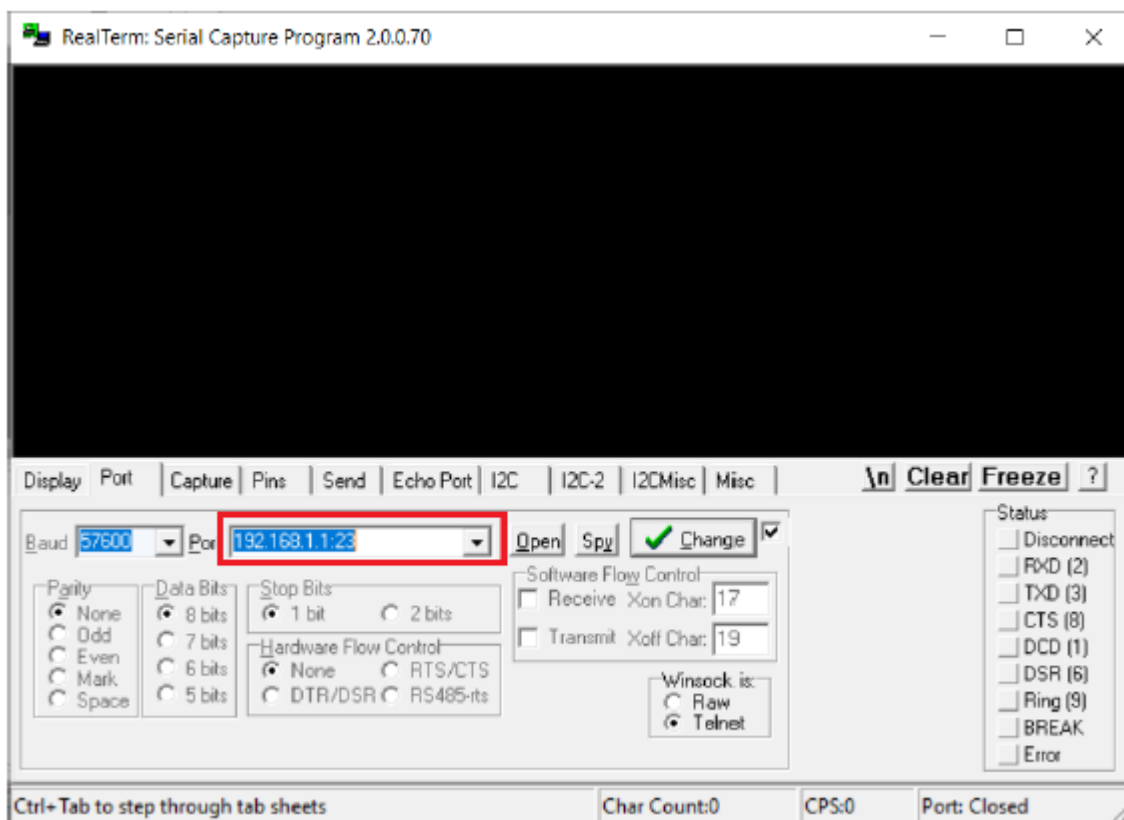 RealTerm: Serial Capture Program 2.0.0.70
Display Port Capture Pins Send Echo Port I2C I2C-2 I2CMisc Misc \n Clear Freeze ?
Baud 57600 Por 192.168.1.1:23 Open Spy Change
Parity
None
Odd
Even
Mark
Space
Data Bits
8 bits
7 bits
6 bits
5 bits
Stop Bits
1 bit 2 bits
Hardware Flow Control
None RTS/CTS
DTR/DSR RS485-rts
Software Flow Control
Receive Xon Char: 17
Transmit Xoff Char: 19
Winsock is:
Raw
Telnet
Status
Disconnect
RXD (2)
TXD (3)
CTS (8)
DCD (1)
DSR (6)
Ring (9)
BREAK
Error
Ctrl+Tab to step through tab sheets Char Count:0 CPS:0 Port: Closed